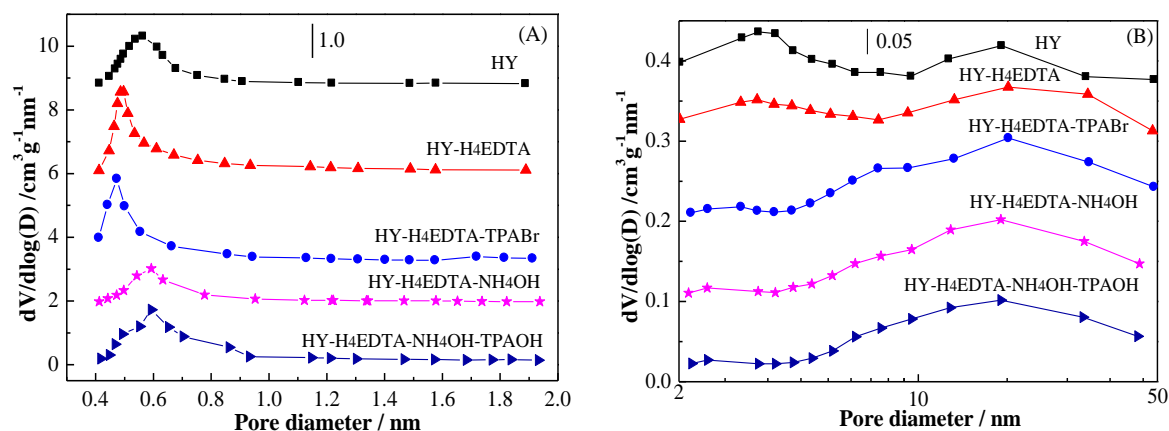 (A)
1.0
HY
HY-H4EDTA
HY-H4EDTA-TPABr
HY-H4EDTA-NH4OH
HY-H4EDTA-NH4OH-TPAOH
dV/dlog(D) /cm³g⁻¹nm⁻¹
10
8
6
4
2
0
0.4 0.6 0.8 1.0 1.2 1.4 1.6 1.8 2.0
Pore diameter / nm
(B)
0.05
HY
HY-H4EDTA
HY-H4EDTA-TPABr
HY-H4EDTA-NH4OH
HY-H4EDTA-NH4OH-TPAOH
dV/dlog(D) /cm³g⁻¹nm⁻¹
0.4
0.3
0.2
0.1
0.0
2 10 50
Pore diameter / nm